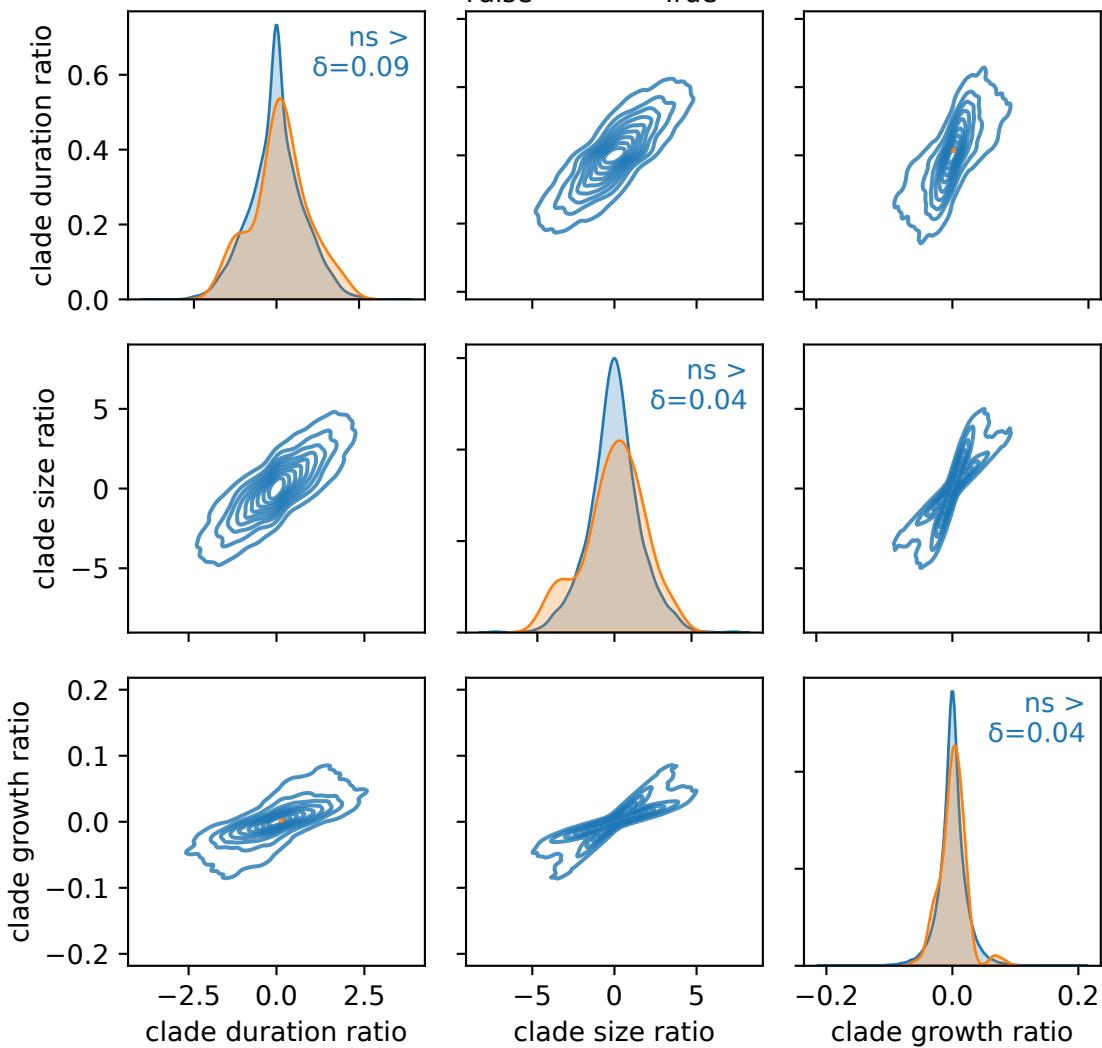 clade duration ratio
0.6
0.4
0.2
0.0
ns >
δ=0.09
clade size ratio
5
0
−5
ns >
δ=0.04
clade growth ratio
0.2
0.1
0.0
−0.1
−0.2
ns >
δ=0.04
−2.5 0.0 2.5
−5 0 5
−0.2 0.0 0.2
clade duration ratio
clade size ratio
clade growth ratio